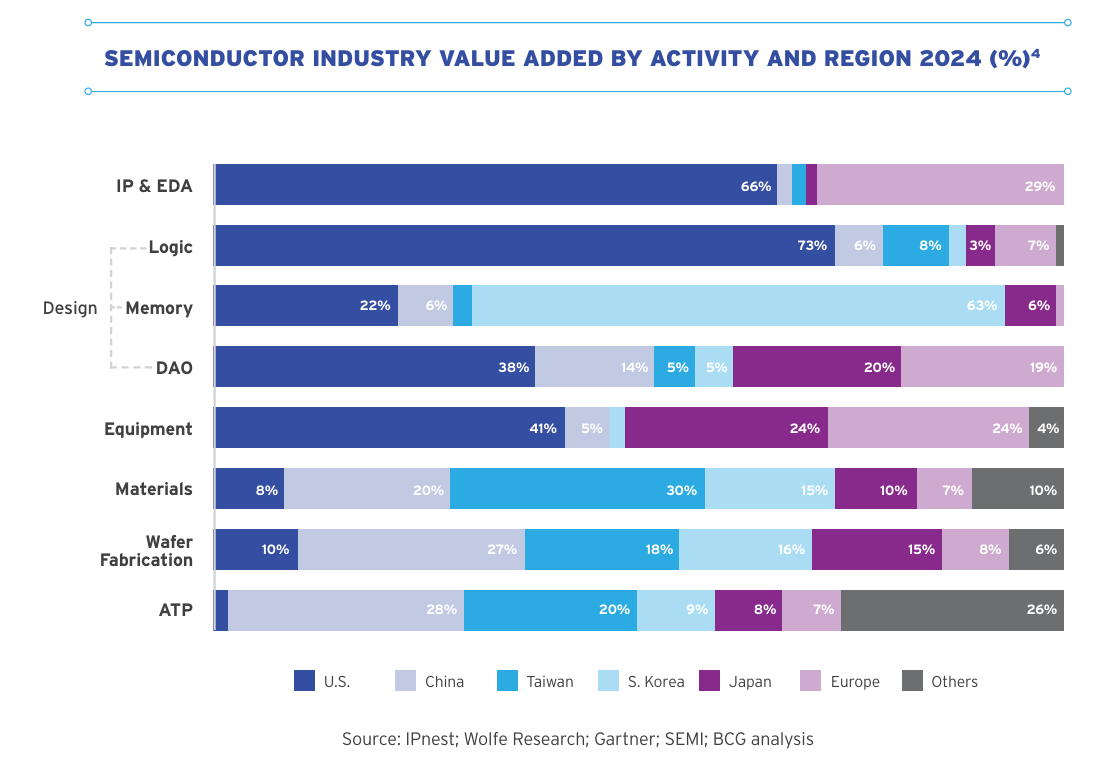 SEMICONDUCTOR INDUSTRY VALUE ADDED BY ACTIVITY AND REGION 2024 (%)⁴
IP & EDA 66% 29%
Logic 73% 6% 8% 3% 7%
Design
Memory 22% 6% 63% 6%
DAO 38% 14% 5% 5% 20% 19%
Equipment 41% 5% 24% 24% 4%
Materials 8% 20% 30% 15% 10% 7% 10%
Wafer
Fabrication 10% 27% 18% 16% 15% 8% 6%
ATP 28% 20% 9% 8% 7% 26%
U.S. China Taiwan S. Korea Japan Europe Others
Source: IPnest; Wolfe Research; Gartner; SEMI; BCG analysis